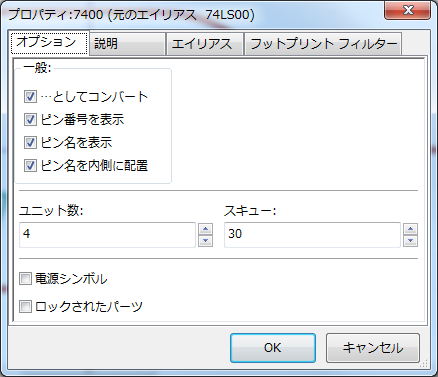 プロパティ:7400 (元のエイリアス 74LS00)
オプション 説明 エイリアス フットプリント フィルター
一般:
…としてコンバート
ピン番号を表示
ピン名を表示
ピン名を内側に配置
ユニット数: スキュー:
4 30
電源シンボル
ロックされたパーツ
OK キャンセル